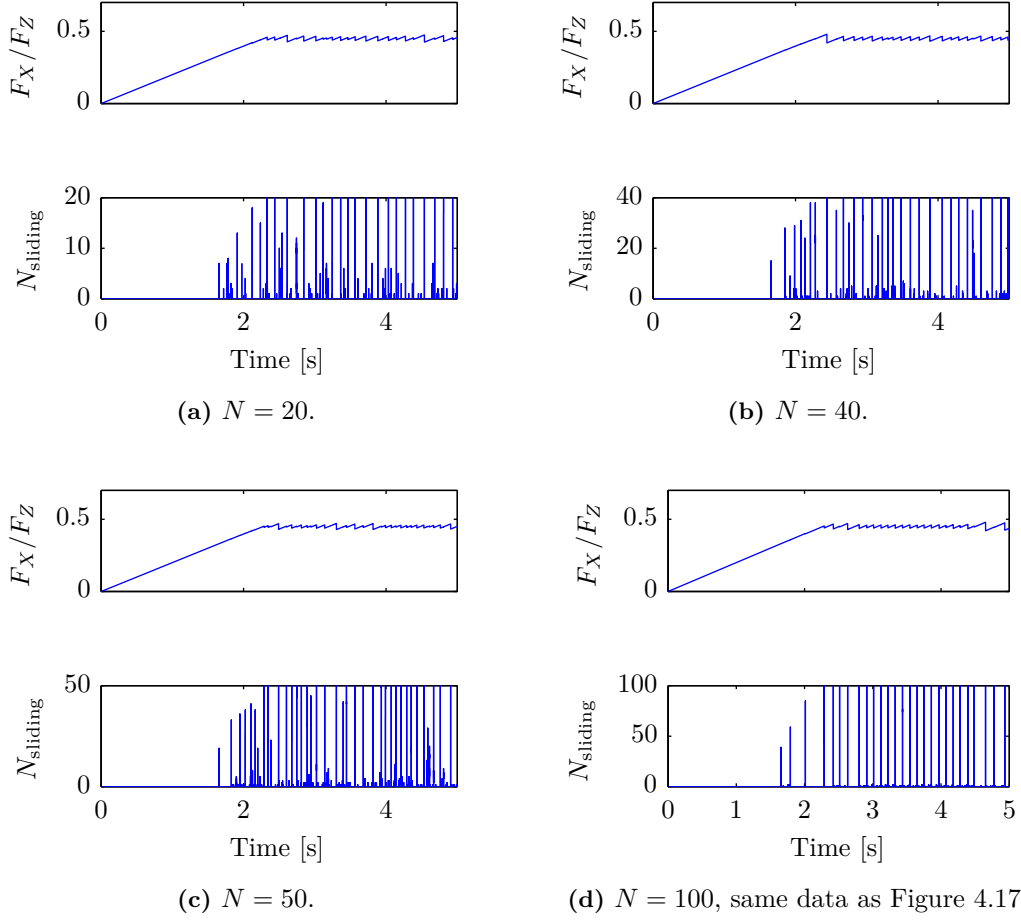 F_X/F_Z
0.5
0
F_X/F_Z
0.5
0
N_sliding
20
10
0
0 2 4
Time [s]
N_sliding
40
20
0
0 2 4
Time [s]
(a) N = 20.
(b) N = 40.
F_X/F_Z
0.5
0
F_X/F_Z
0.5
0
N_sliding
50
0
0 2 4
Time [s]
N_sliding
100
50
0
0 1 2 3 4 5
Time [s]
(c) N = 50.
(d) N = 100, same data as Figure 4.17